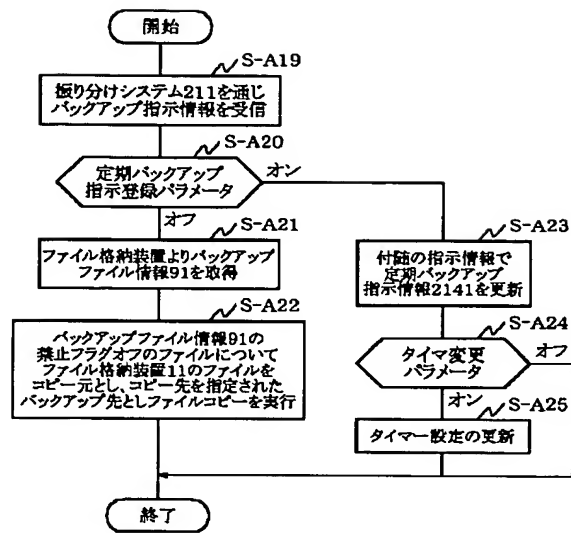 開始
S-A19
振り分けシステム211を通じ
バックアップ指示情報を受信
S-A20
定期バックアップ
指示登録パラメータ
オン
オフ
S-A21
ファイル格納装置よりバックアップ
ファイル情報91を取得
S-A22
バックアップファイル情報91の
禁止フラグオフのファイルについて
ファイル格納装置11のファイルを
コピー元とし、コピー先を指定された
バックアップ先としファイルコピーを実行
S-A23
付随の指示情報で
定期バックアップ
指示情報2141を更新
S-A24
タイマ変更
パラメータ
オフ
オン
S-A25
タイマー設定の更新
終了